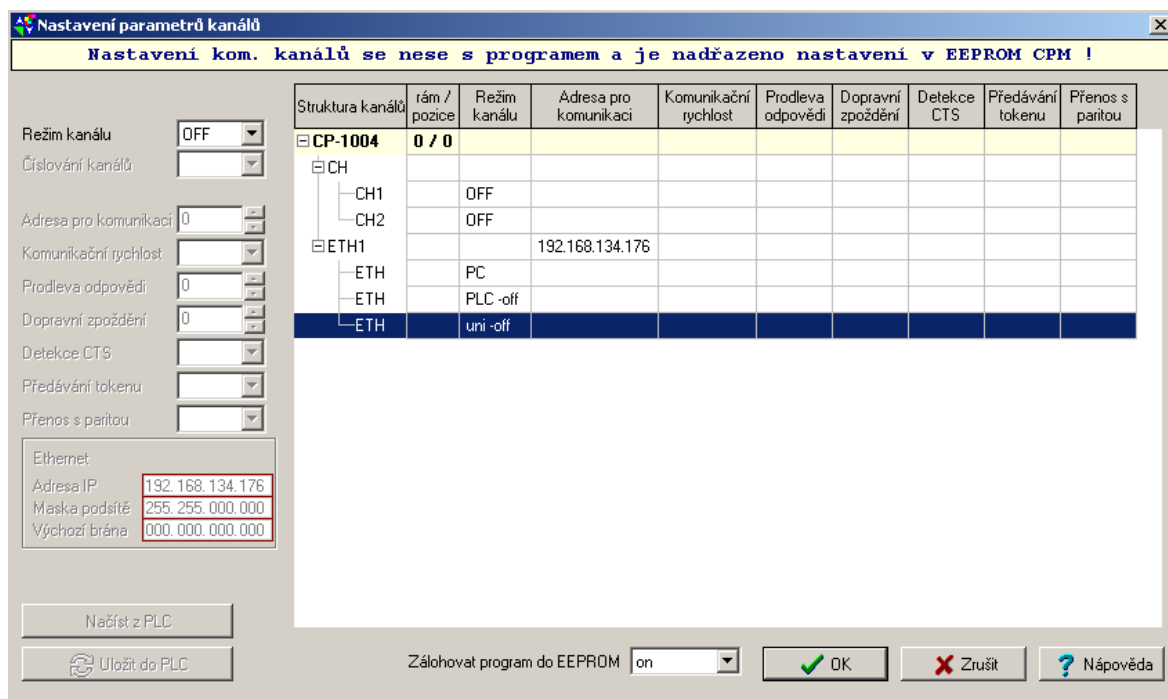 Nastavení parametrů kanálů
Nastavení kom. kanálů se nese s programem a je nadřazeno nastavení v EEPROM CPM !
Režim kanálu OFF
Číslování kanálů
Adresa pro komunikaci 0
Komunikační rychlost
Prodleva odpovědi 0
Dopravní zpoždění 0
Detekce CTS
Předávání tokenu
Přenos s paritou
Ethernet
Adresa IP 192.168.134.176
Maska podsítě 255.255.000.000
Výchozí brána 000.000.000.000
Načíst z PLC
Uložit do PLC
Struktura kanálů rám / pozice Režim kanálu Adresa pro komunikaci Komunikační rychlost Prodleva odpovědi Dopravní zpoždění Detekce CTS Předávání tokenu Přenos s paritou
CP-1004 0 / 0
CH
CH1 OFF
CH2 OFF
ETH1 192.168.134.176
ETH PC
ETH PLC -off
ETH uni -off
Zálohovat program do EEPROM on
OK
Zrušit
Nápověda